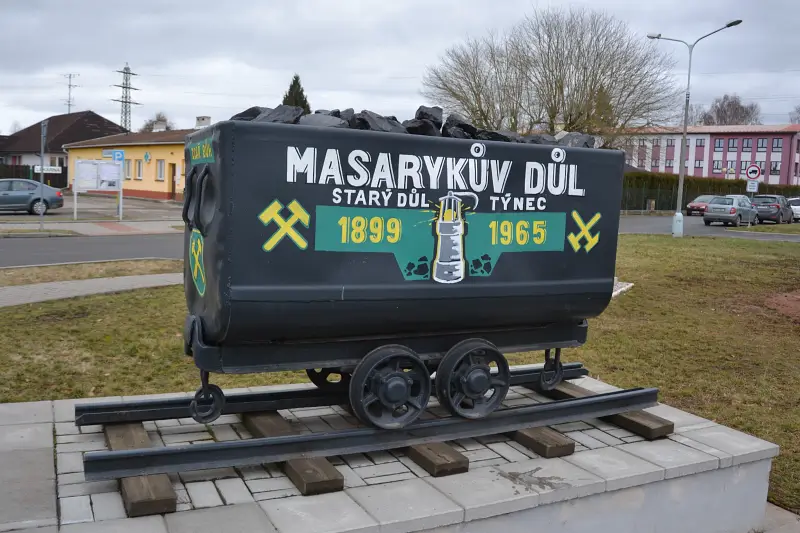 MASARYKŮV DŮL
STARÝ DŮL TÝNEC
1899 1965